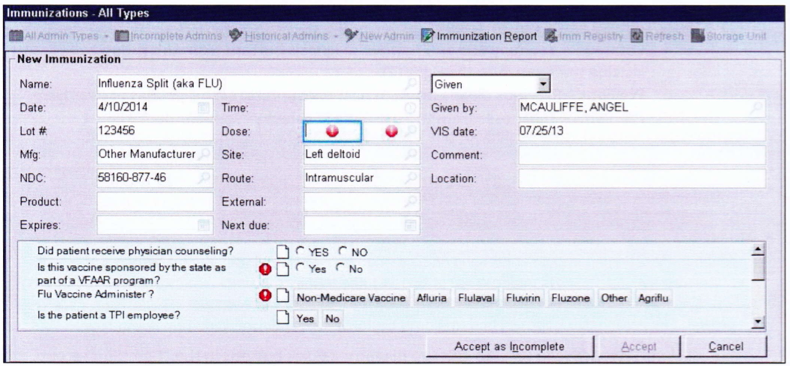 Immunizations - All Types
All Admin Types Incomplete Admins Historical Admins New Admin Immunization Report Imm Registry Refresh Storage Unit
New Immunization
Name: Influenza Split (aka FLU) Given
Date: 4/10/2014 Time: Given by: MCAULIFFE, ANGEL
Lot # 123456 Dose: VIS date: 07/25/13
Mfg: Other Manufacturer Site: Left deltoid Comment:
NDC: 58160-877-46 Route: Intramuscular Location:
Product: External:
Expires: Next due:
Did patient receive physician counseling? YES NO
Is this vaccine sponsored by the state as Yes No
part of a VFAAR program?
Flu Vaccine Administer ? Non-Medicare Vaccine Afluria Flulaval Fluvirin Fluzone Other Agriflu
Is the patient a TPI employee? Yes No
Accept as Incomplete Accept Cancel